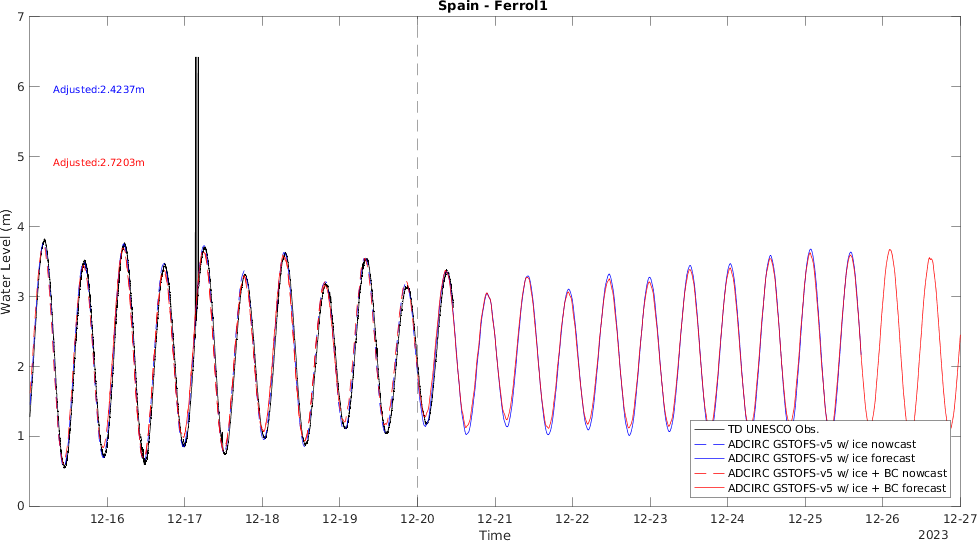 Spain - Ferrol1
7
6
5
4
3
2
1
0
Water Level (m)
Adjusted:2.4237m
Adjusted:2.7203m
TD UNESCO Obs.
ADCIRC GSTOFS-v5 w/ ice nowcast
ADCIRC GSTOFS-v5 w/ ice forecast
ADCIRC GSTOFS-v5 w/ ice + BC nowcast
ADCIRC GSTOFS-v5 w/ ice + BC forecast
12-16 12-17 12-18 12-19 12-20 12-21 12-22 12-23 12-24 12-25 12-26 12-27
Time
2023